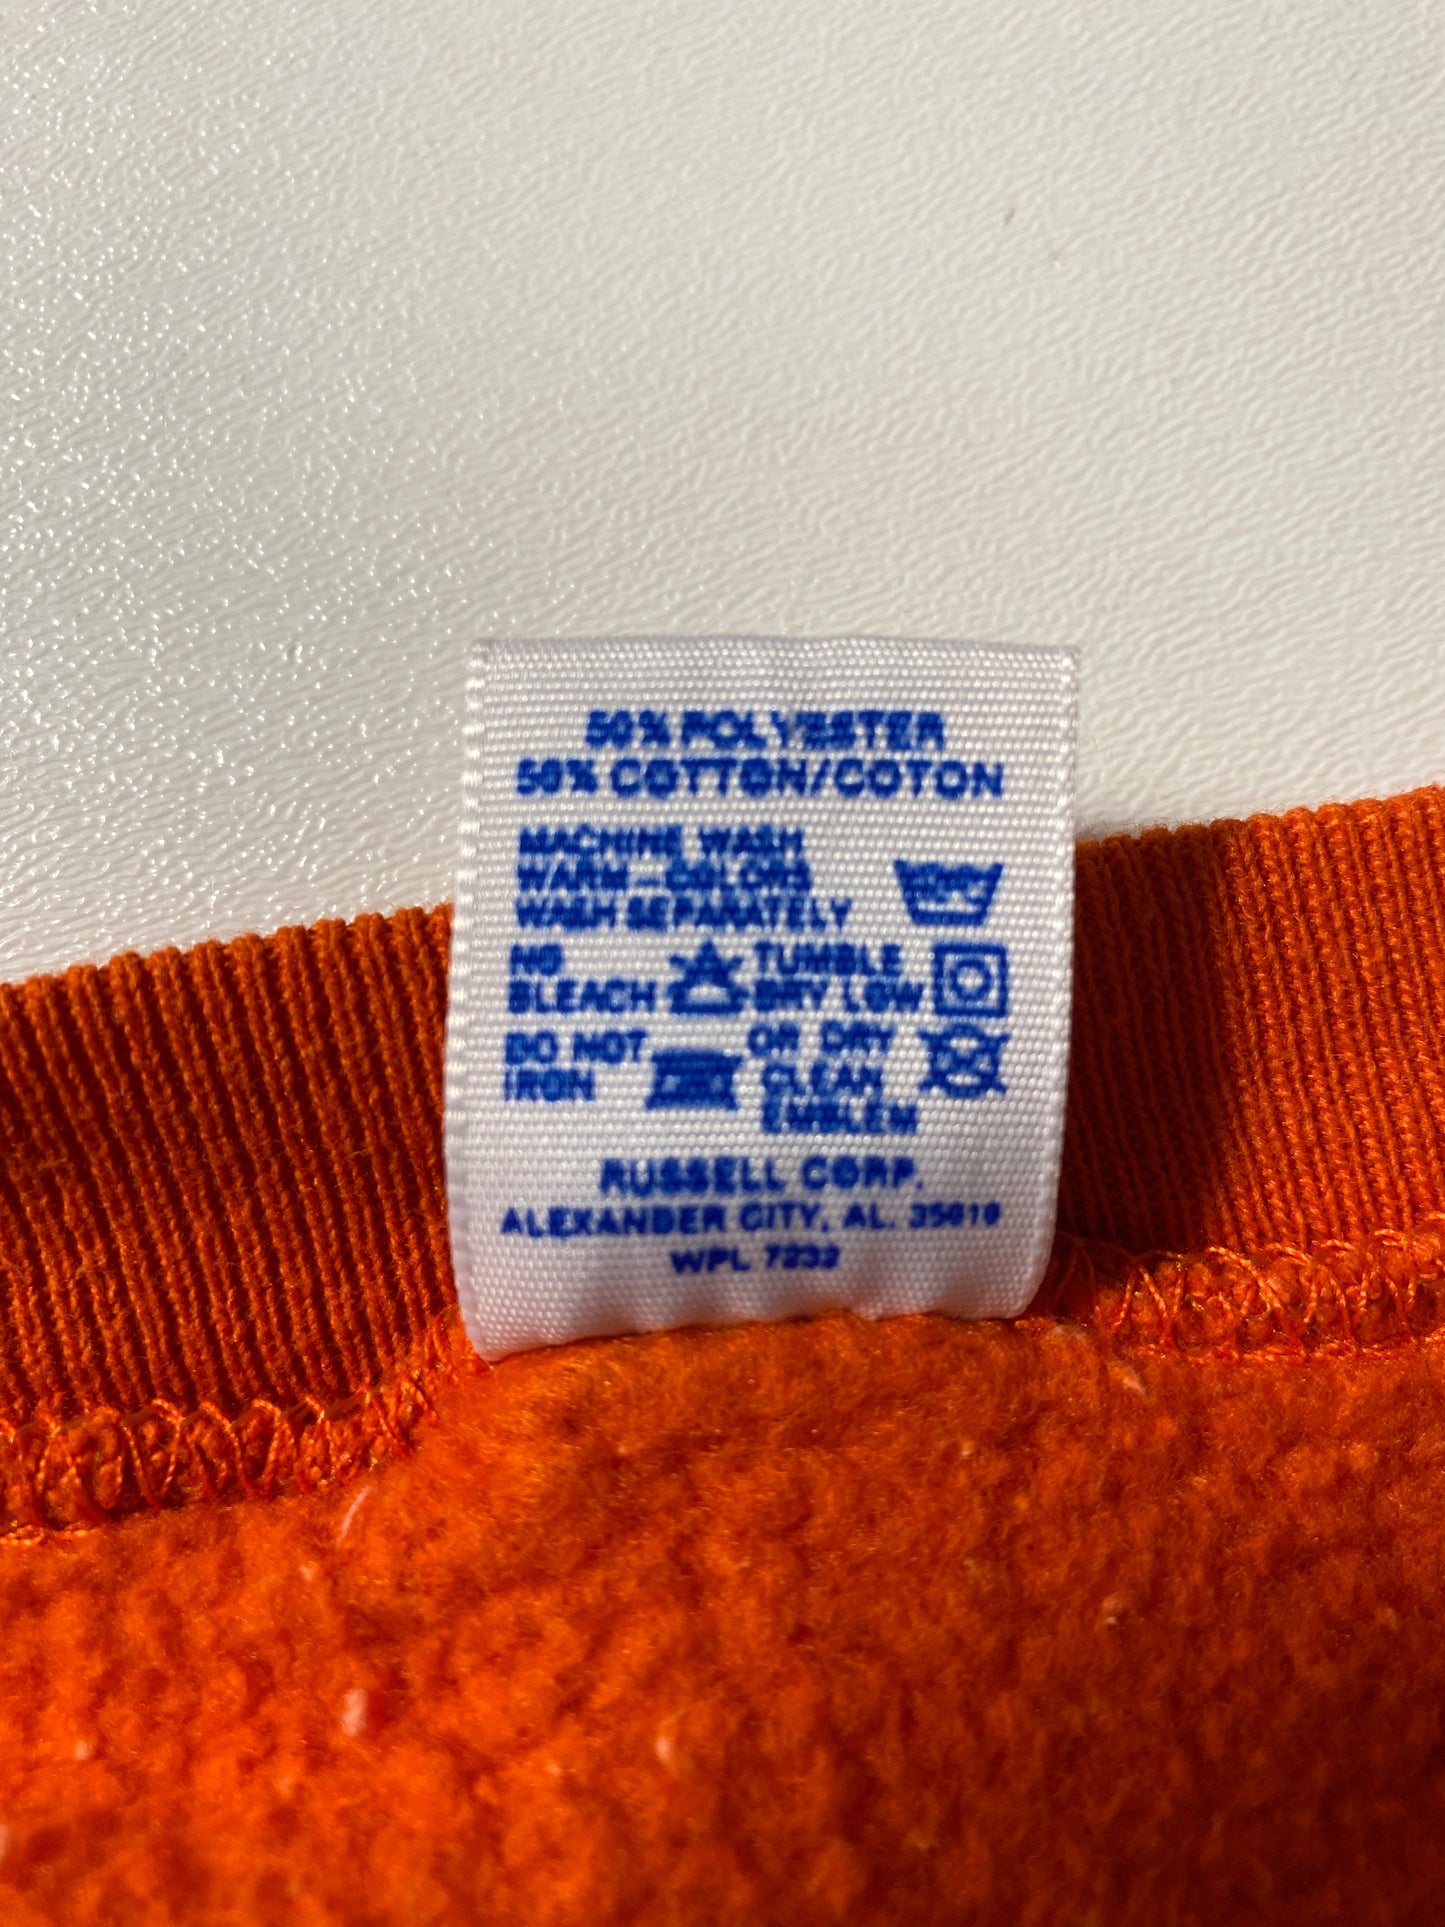 50% POLYESTER
50% COTTON/COTON
MACHINE WASH
WARM - COLORS
WASH SEPARATELY
NO
BLEACH
TUMBLE
DRY LOW
DO NOT
IRON
OR DRY
CLEAN
EMBLEM
RUSSELL CORP.
ALEXANDER CITY, AL. 35010
WPL 7232